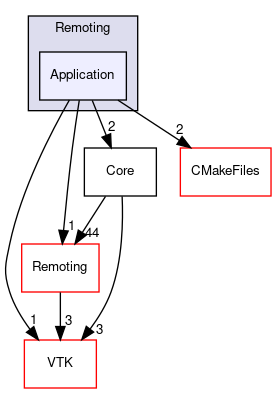 Remoting
Application
2
2
Core
CMakeFiles
1
44
Remoting
1
3
3
VTK